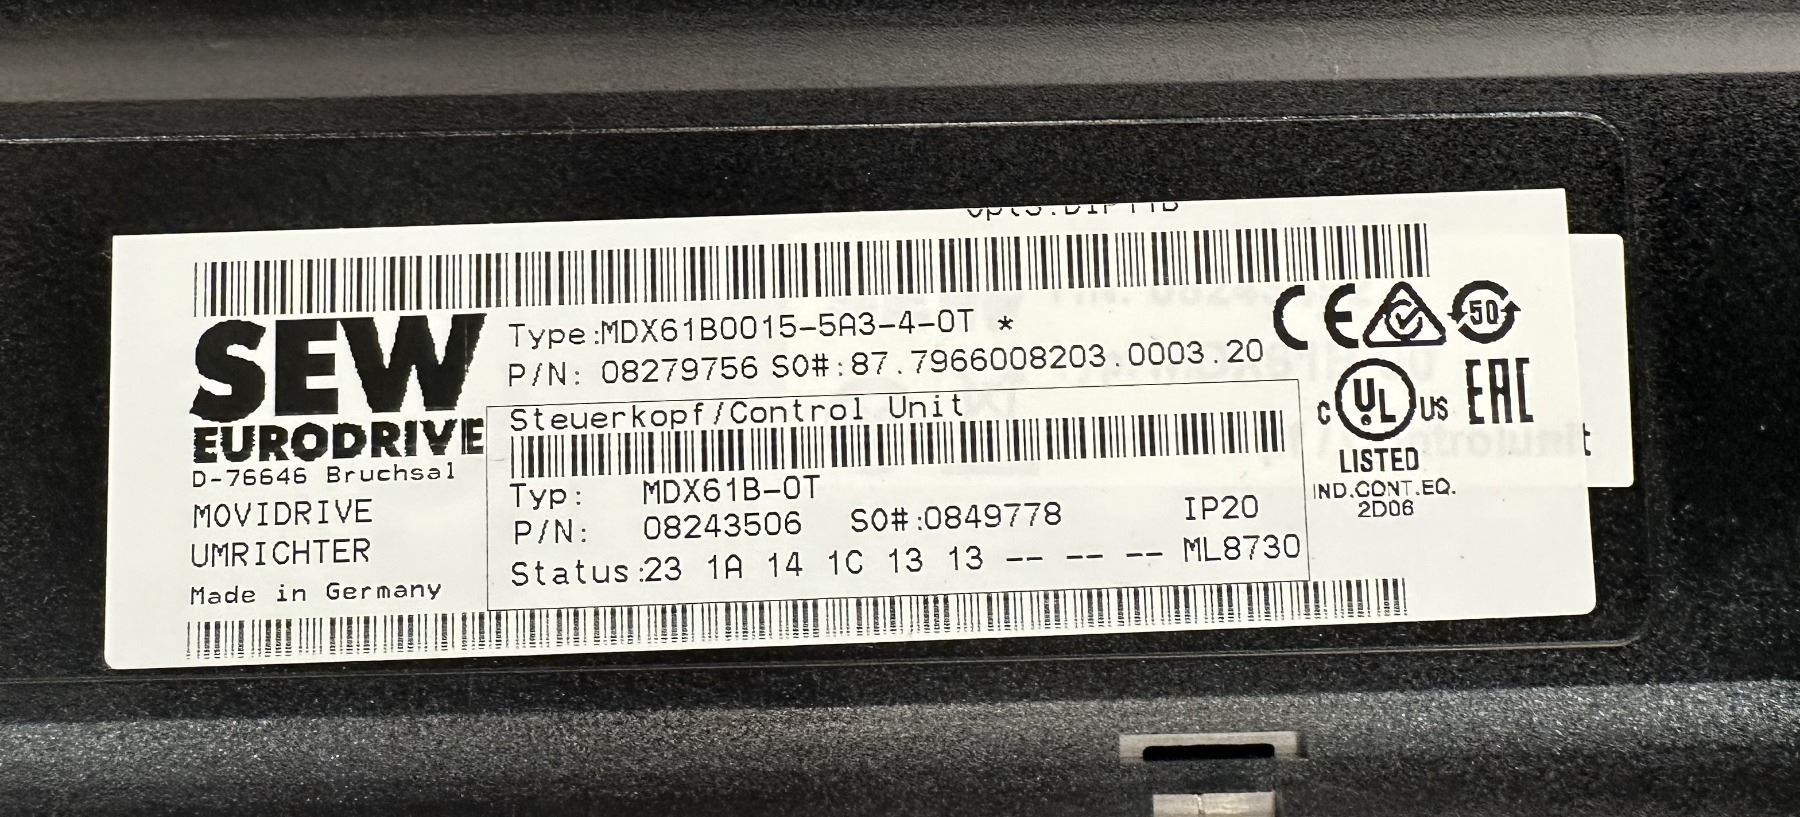 SEW
EURODRIVE
D-76646 Bruchsal
MOVIDRIVE
UMRICHTER
Made in Germany
Type:MDX61B0015-5A3-4-0T *
P/N: 08279756 SO#:87.7966008203.0003.20
Steuerkopf/Control Unit
Typ: MDX61B-0T
P/N: 08243506 SO#:0849778 IP20
Status:23 1A 14 1C 13 13 -- -- -- ML8730
CE
50
c UL US
EAC
LISTED
IND.CONT.EQ.
2D06